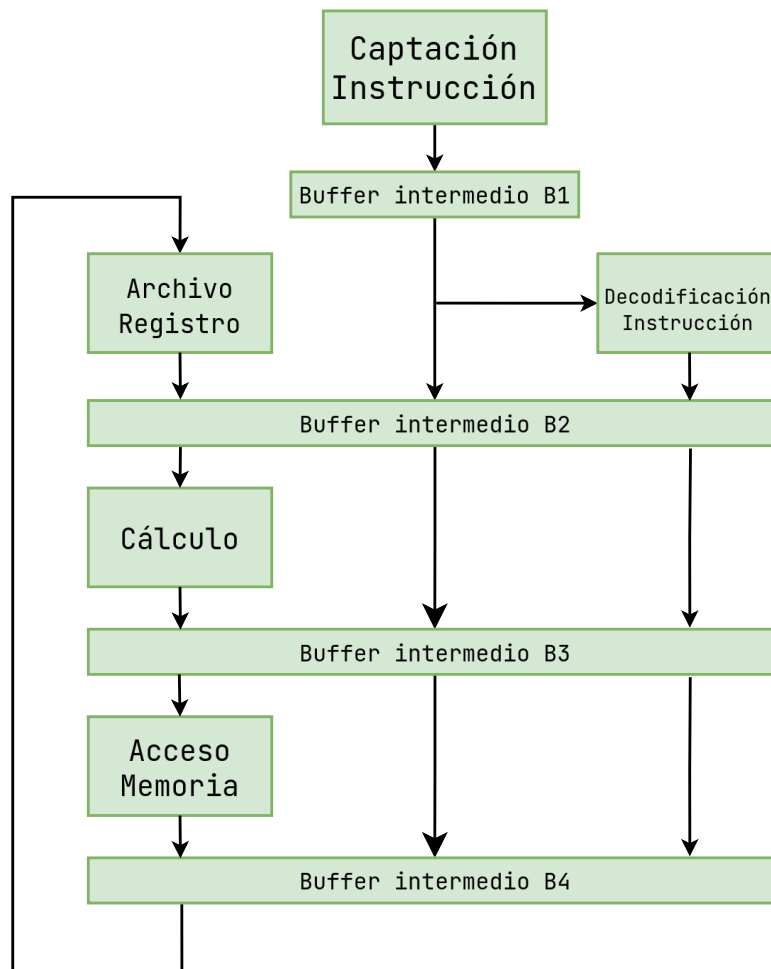 Captación
Instrucción
Buffer intermedio B1
Archivo
Registro
Decodificación
Instrucción
Buffer intermedio B2
Cálculo
Buffer intermedio B3
Acceso
Memoria
Buffer intermedio B4